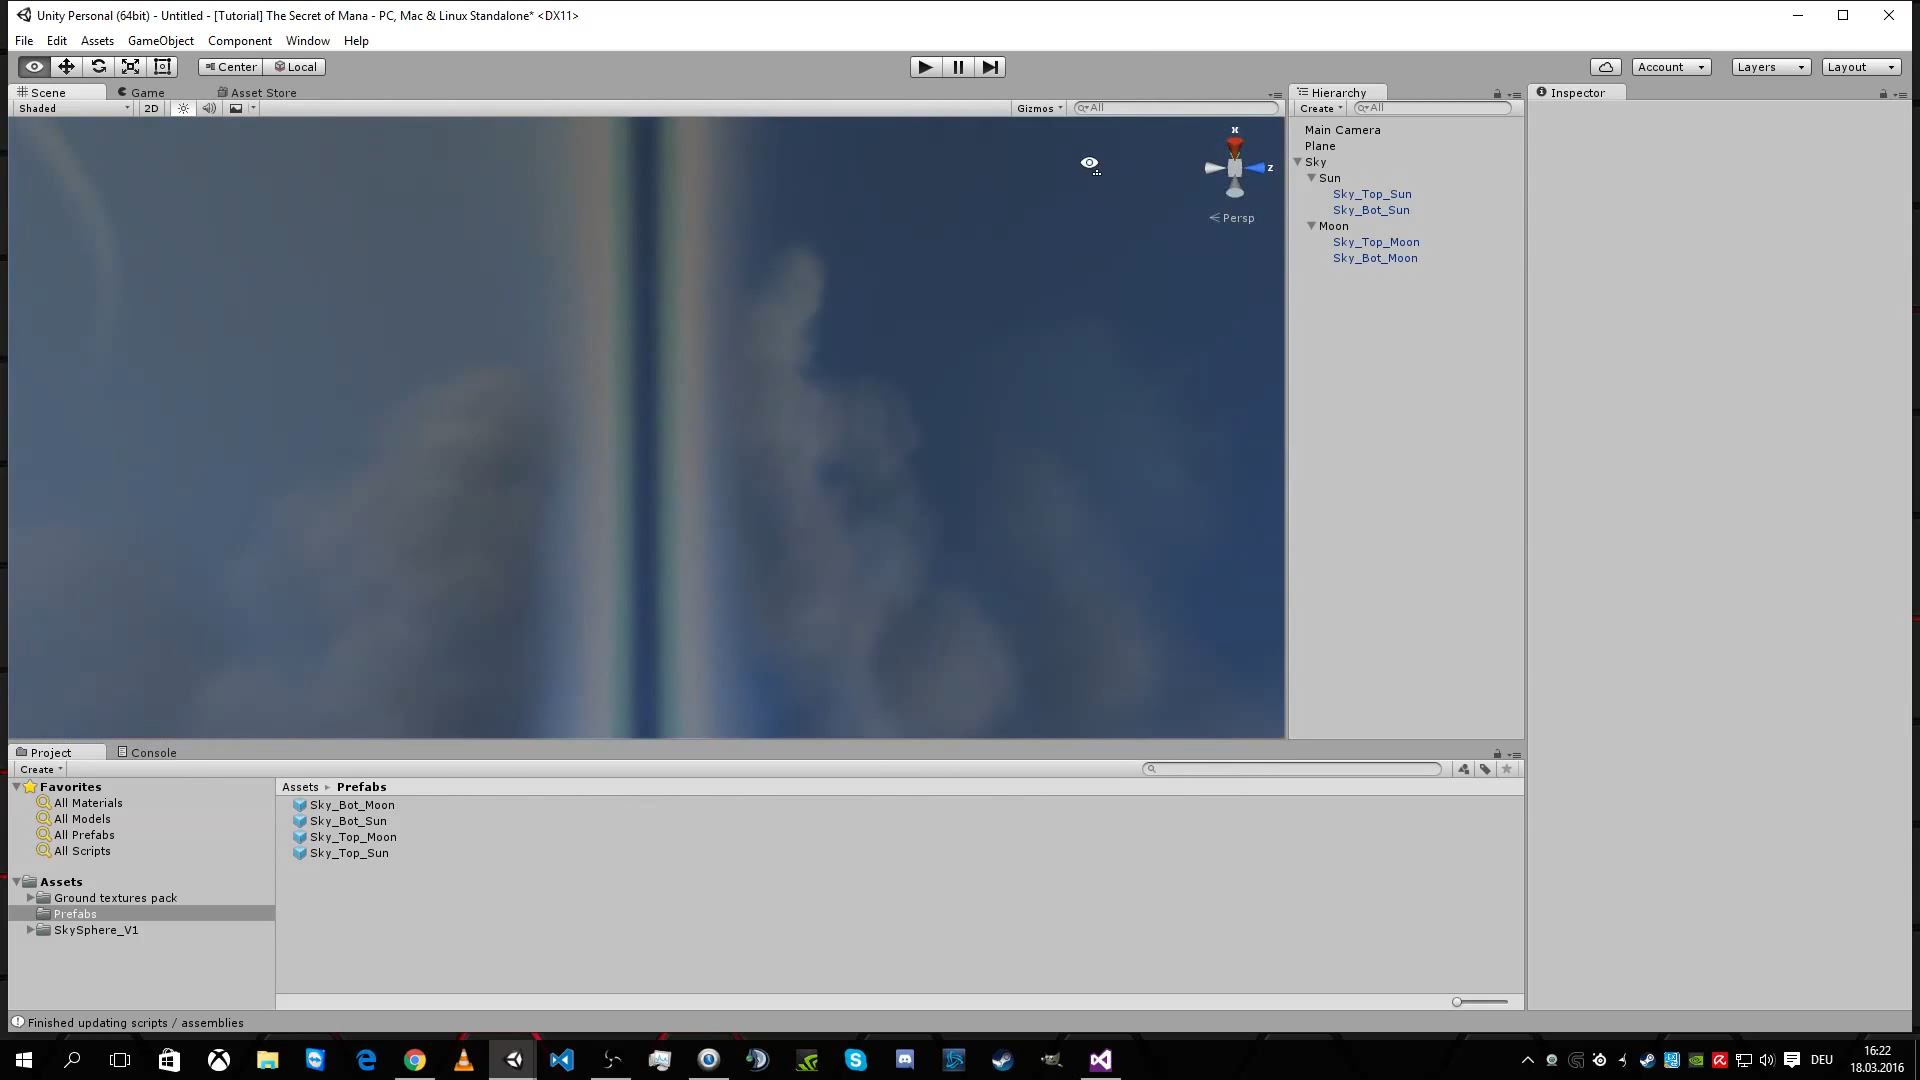 Unity Personal (64bit) - Untitled - [Tutorial] The Secret of Mana - PC, Mac & Linux Standalone* <DX11>
File Edit Assets GameObject Component Window Help
Center Local Account Layers Layout
Scene Game Asset Store Hierarchy Inspector
Shaded 2D Gizmos All Create All
x
z
Persp
Main Camera
Plane
Sky
Sun
Sky_Top_Sun
Sky_Bot_Sun
Moon
Sky_Top_Moon
Sky_Bot_Moon
Project Console
Create
Favorites
All Materials
All Models
All Prefabs
All Scripts
Assets
Ground textures pack
Prefabs
SkySphere_V1
Assets Prefabs
Sky_Bot_Moon
Sky_Bot_Sun
Sky_Top_Moon
Sky_Top_Sun
Finished updating scripts / assemblies
DEU
16:22
18.03.2016